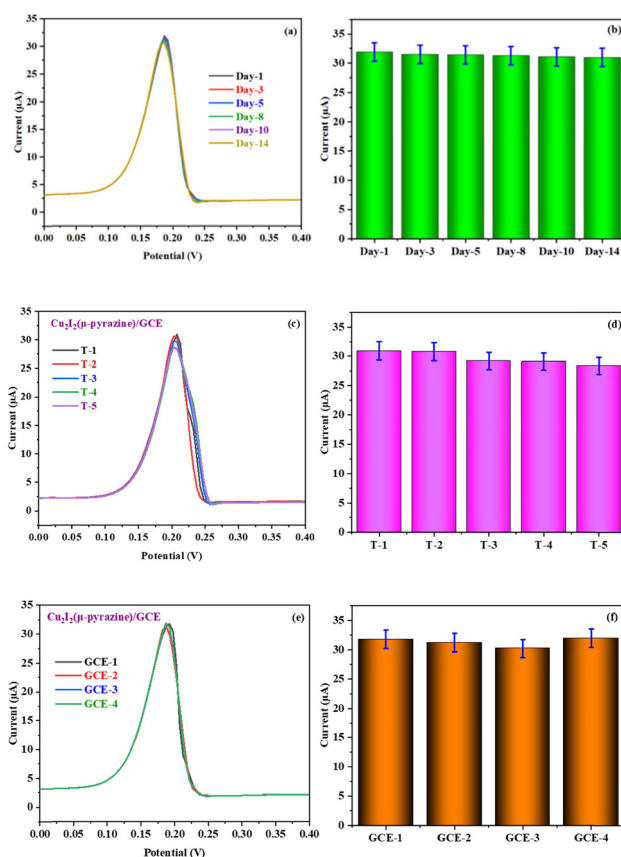 (a)
35
30
25
20
15
10
5
0
Current (µA)
Day-1
Day-3
Day-5
Day-8
Day-10
Day-14
0.00 0.05 0.10 0.15 0.20 0.25 0.30 0.35 0.40
Potential (V)
(b)
35
30
25
20
15
10
5
0
Current (µA)
Day-1 Day-3 Day-5 Day-8 Day-10 Day-14
Cu₂I₂(µ-pyrazine)/GCE (c)
35
30
25
20
15
10
5
0
Current (µA)
T-1
T-2
T-3
T-4
T-5
0.00 0.05 0.10 0.15 0.20 0.25 0.30 0.35 0.40
Potential (V)
(d)
35
30
25
20
15
10
5
0
Current (µA)
T-1 T-2 T-3 T-4 T-5
Cu₂I₂(µ-pyrazine)/GCE (e)
35
30
25
20
15
10
5
0
Current (µA)
GCE-1
GCE-2
GCE-3
GCE-4
0.00 0.05 0.10 0.15 0.20 0.25 0.30 0.35 0.40
Potential (V)
(f)
35
30
25
20
15
10
5
0
Current (µA)
GCE-1 GCE-2 GCE-3 GCE-4